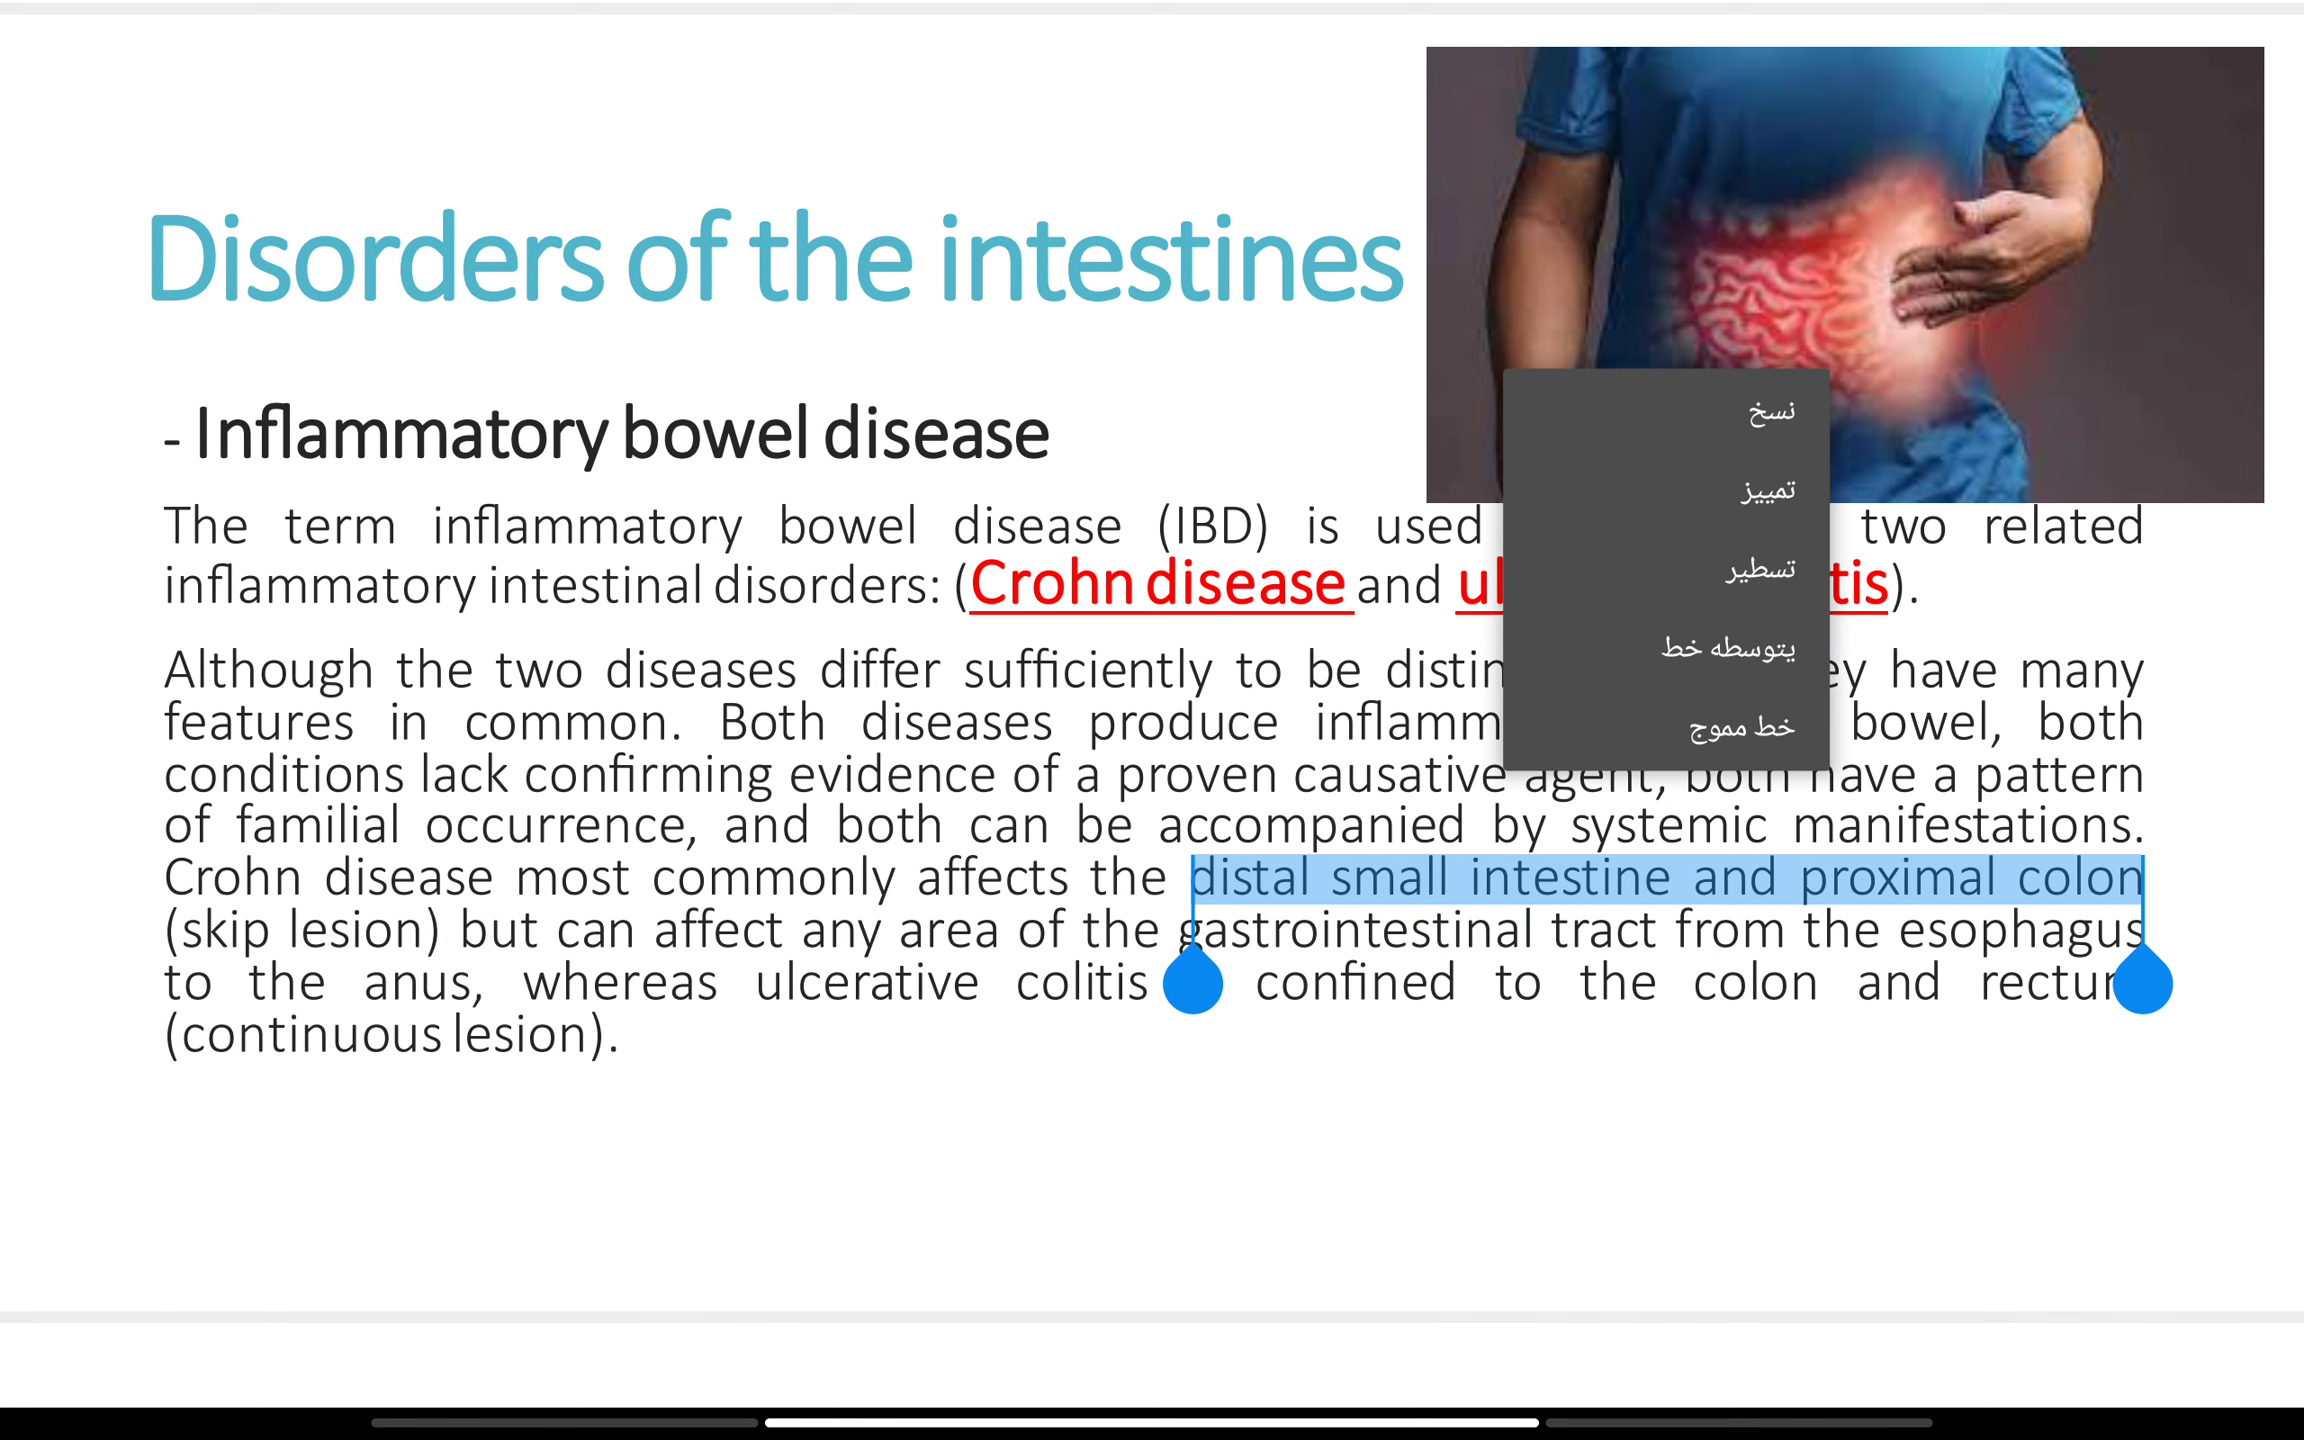 Disorders of the intestines
- Inflammatory bowel disease
The term inflammatory bowel disease (IBD) is used two related
inflammatory intestinal disorders: (Crohn disease and ).
Although the two diseases differ sufficiently to be have many
features in common. Both diseases produce bowel, both
conditions lack confirming evidence of a proven causative agent, both have a pattern
of familial occurrence, and both can be accompanied by systemic manifestations.
Crohn disease most commonly affects the distal small intestine and proximal colon
(skip lesion) but can affect any area of the gastrointestinal tract from the esophagus
to the anus, whereas ulcerative colitis confined to the colon and rectum
(continuous lesion).
نسخ
تمييز
تسطير
يتوسطه خط
خط مموج